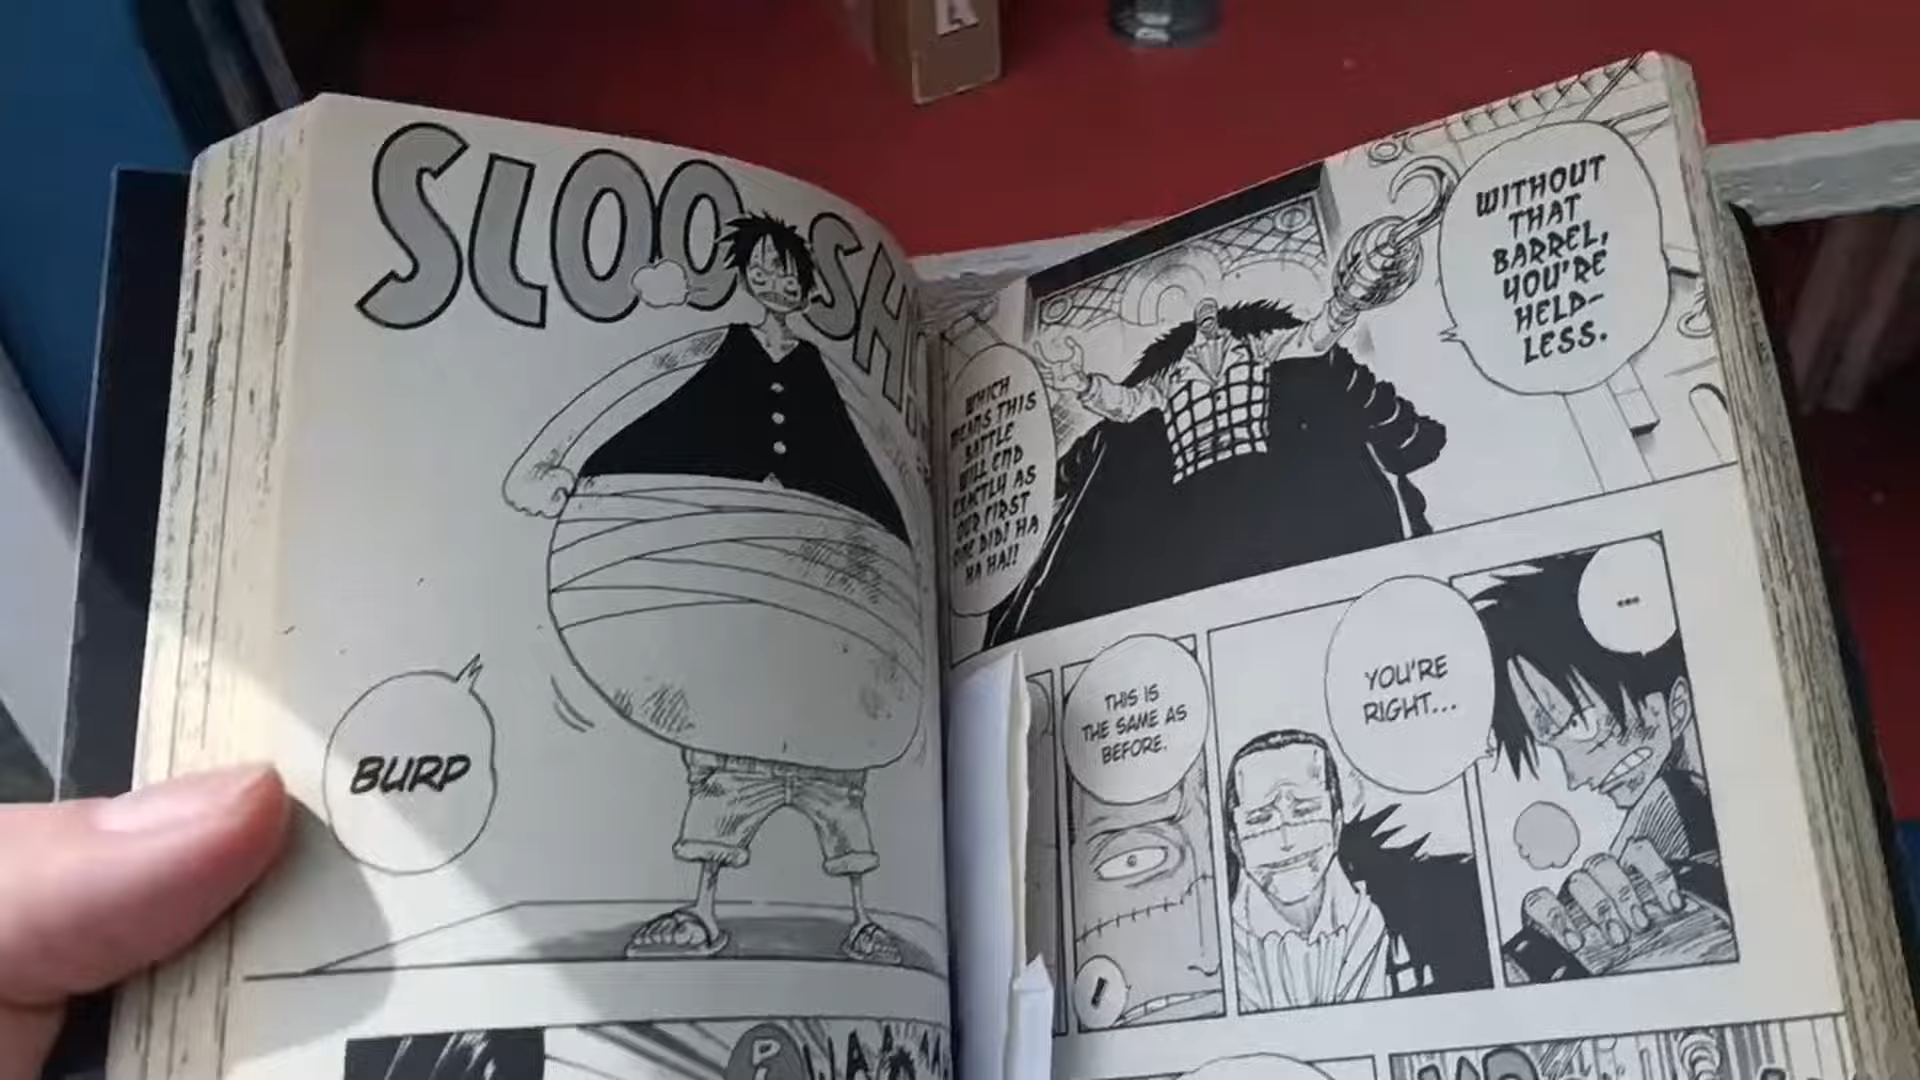 WITHOUT
THAT
BARREL,
YOU'RE
HELP-
LESS.
WHICH
MEANS THIS
BATTLE
WILL END
EXACTLY AS
OUR FIRST
ONE DID! HA
HA HA!!
...
YOU'RE
RIGHT...
THIS IS
THE SAME AS
BEFORE.
!
SLOOSH!
BURP
A